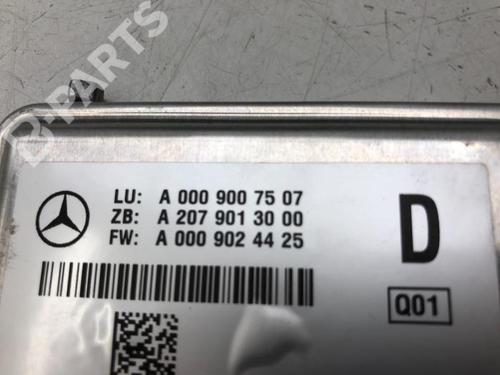 B-PARTS
LU: A 000 900 75 07
ZB: A 207 901 30 00
FW: A 000 902 44 25
D
Q01